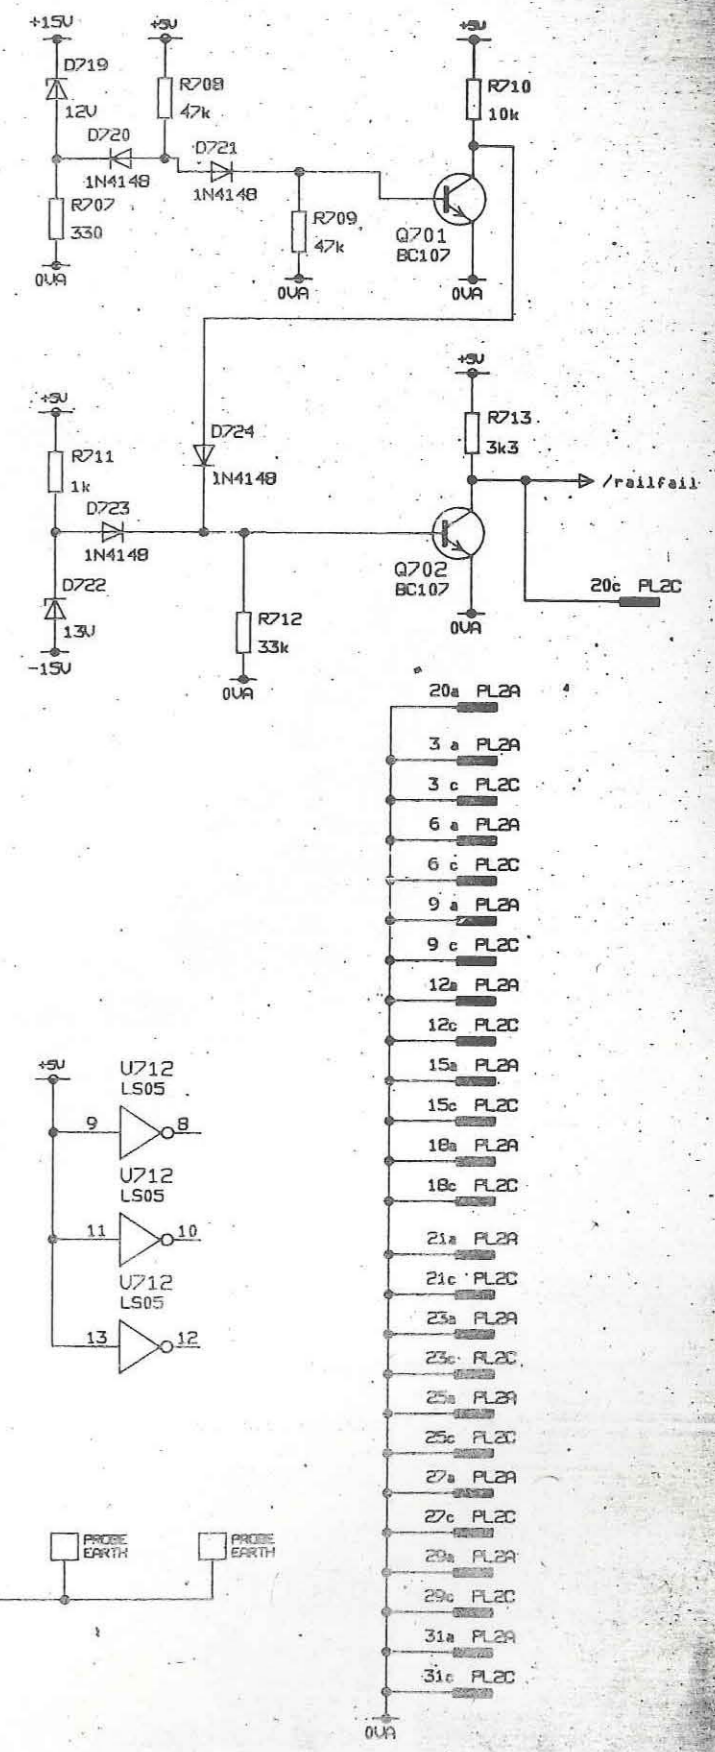 +15V
+5V
+5V
D719
12V
R708
47k
R710
10k
D720
1N4148
D721
1N4148
R707
330
R709
47k
Q701
BC107
0VA
0VA
0VA
+5V
+5V
R711
1k
D724
1N4148
R713
3k3
/railfail
D723
1N4148
Q702
BC107
D722
13V
20c PL2C
R712
33k
0VA
-15V
0VA
20a PL2A
3 a PL2A
3 c PL2C
6 a PL2A
6 c PL2C
9 a PL2A
9 c PL2C
12a PL2A
12c PL2C
15a PL2A
15c PL2C
18a PL2A
18c PL2C
21a PL2A
21c PL2C
23a PL2A
23c PL2C
25a PL2A
25c PL2C
27a PL2A
27c PL2C
29a PL2A
29c PL2C
31a PL2A
31c PL2C
0VA
+5V
U712
LS05
9
8
U712
LS05
11
10
U712
LS05
13
12
PROBE
EARTH
PROBE
EARTH